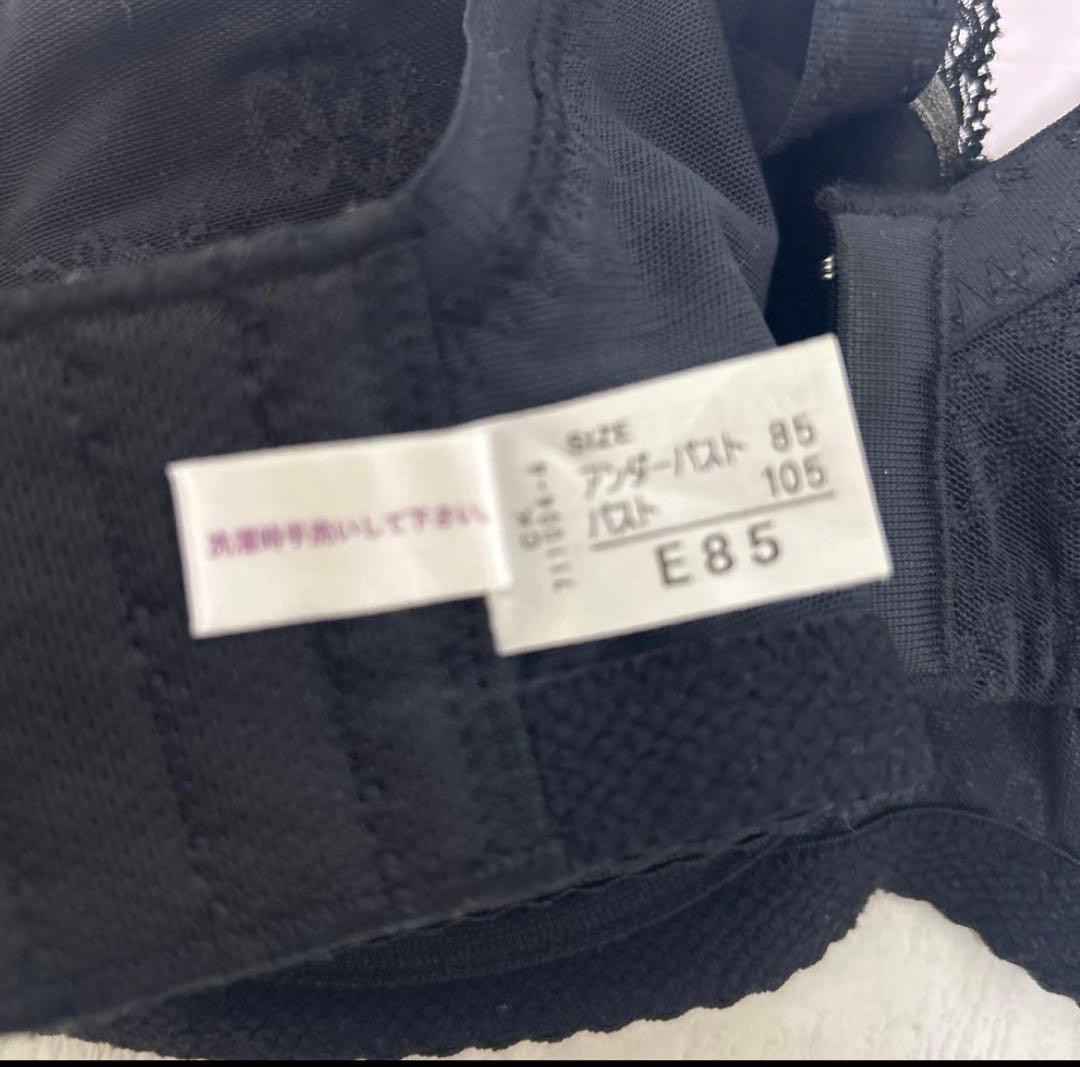 洗濯時手洗いして下さい。
SIZE
アンダーバスト 85
バスト 105
E85